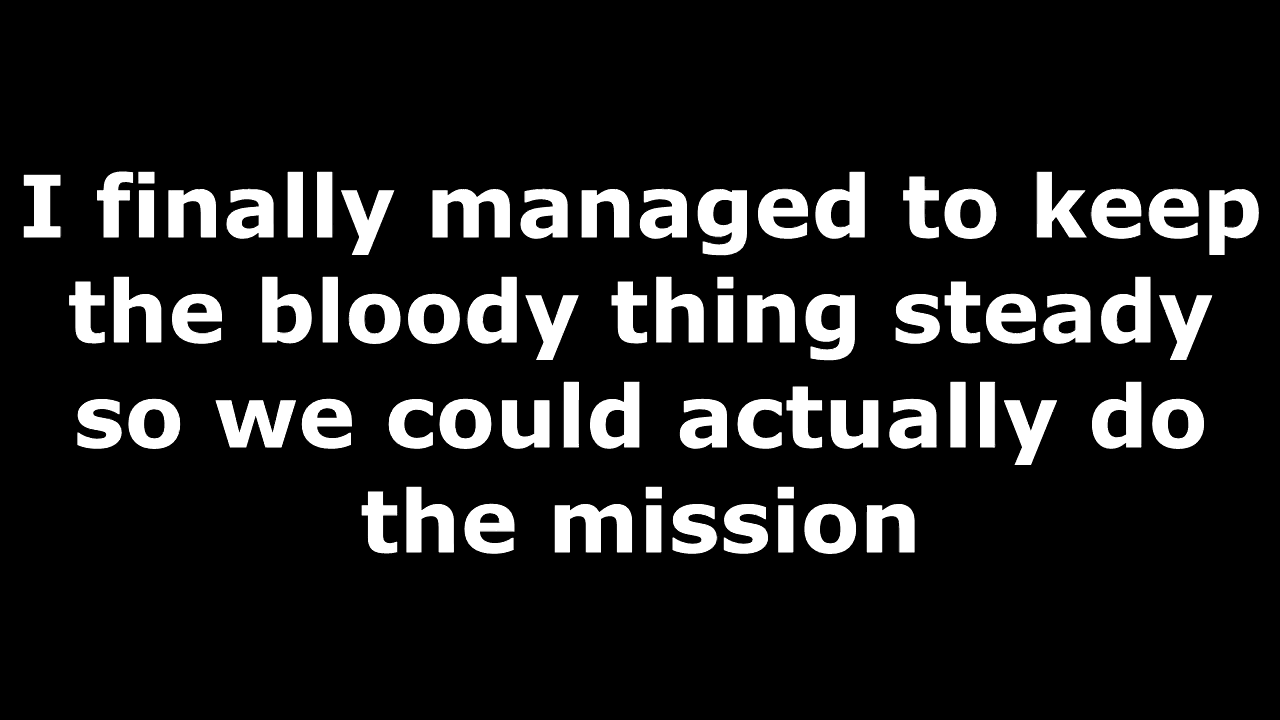 I finally managed to keep
the bloody thing steady
so we could actually do
the mission